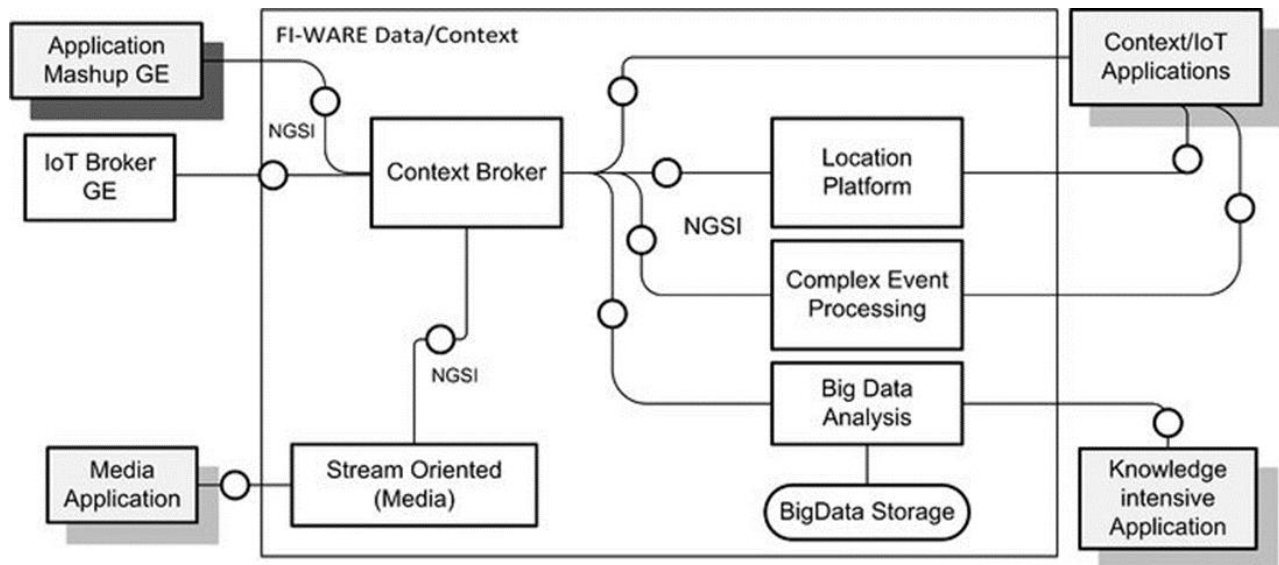 FI-WARE Data/Context
Application
Mashup GE
Context/IoT
Applications
NGSI
IoT Broker
GE
Context Broker
Location
Platform
NGSI
Complex Event
Processing
NGSI
Big Data
Analysis
Media
Application
Stream Oriented
(Media)
BigData Storage
Knowledge
intensive
Application